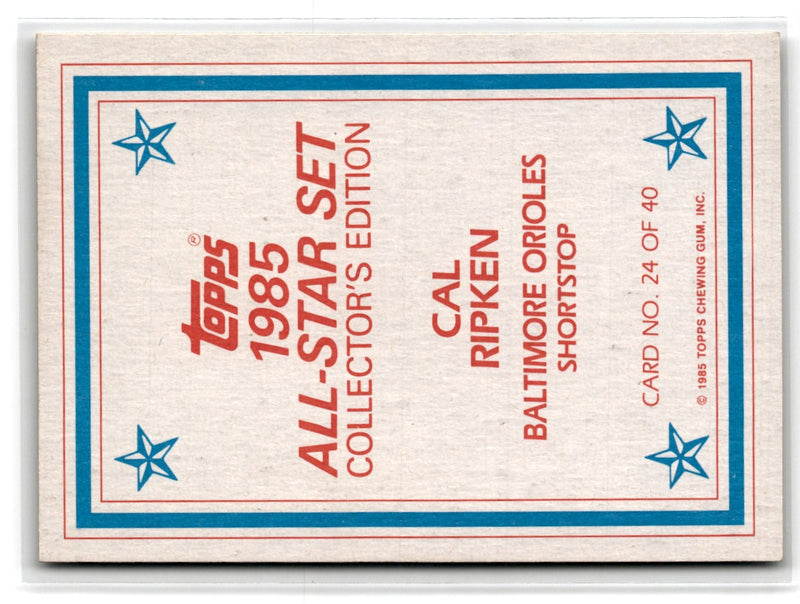 TOPPS®
1985
ALL-STAR SET
COLLECTOR'S EDITION
CAL
RIPKEN
BALTIMORE ORIOLES
SHORTSTOP
CARD NO. 24 OF 40
© 1985 TOPPS CHEWING GUM, INC.